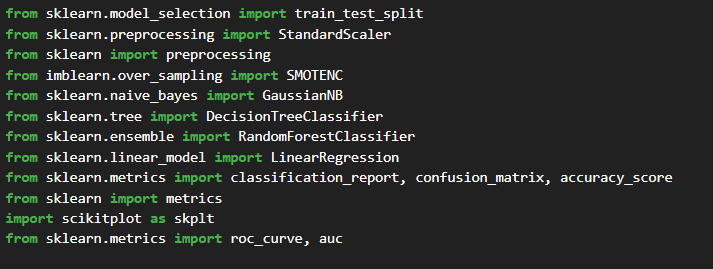 from sklearn.model_selection import train_test_split
from sklearn.preprocessing import StandardScaler
from sklearn import preprocessing
from imblearn.over_sampling import SMOTENC
from sklearn.naive_bayes import GaussianNB
from sklearn.tree import DecisionTreeClassifier
from sklearn.ensemble import RandomForestClassifier
from sklearn.linear_model import LinearRegression
from sklearn.metrics import classification_report, confusion_matrix, accuracy_score
from sklearn import metrics
import scikitplot as skplt
from sklearn.metrics import roc_curve, auc